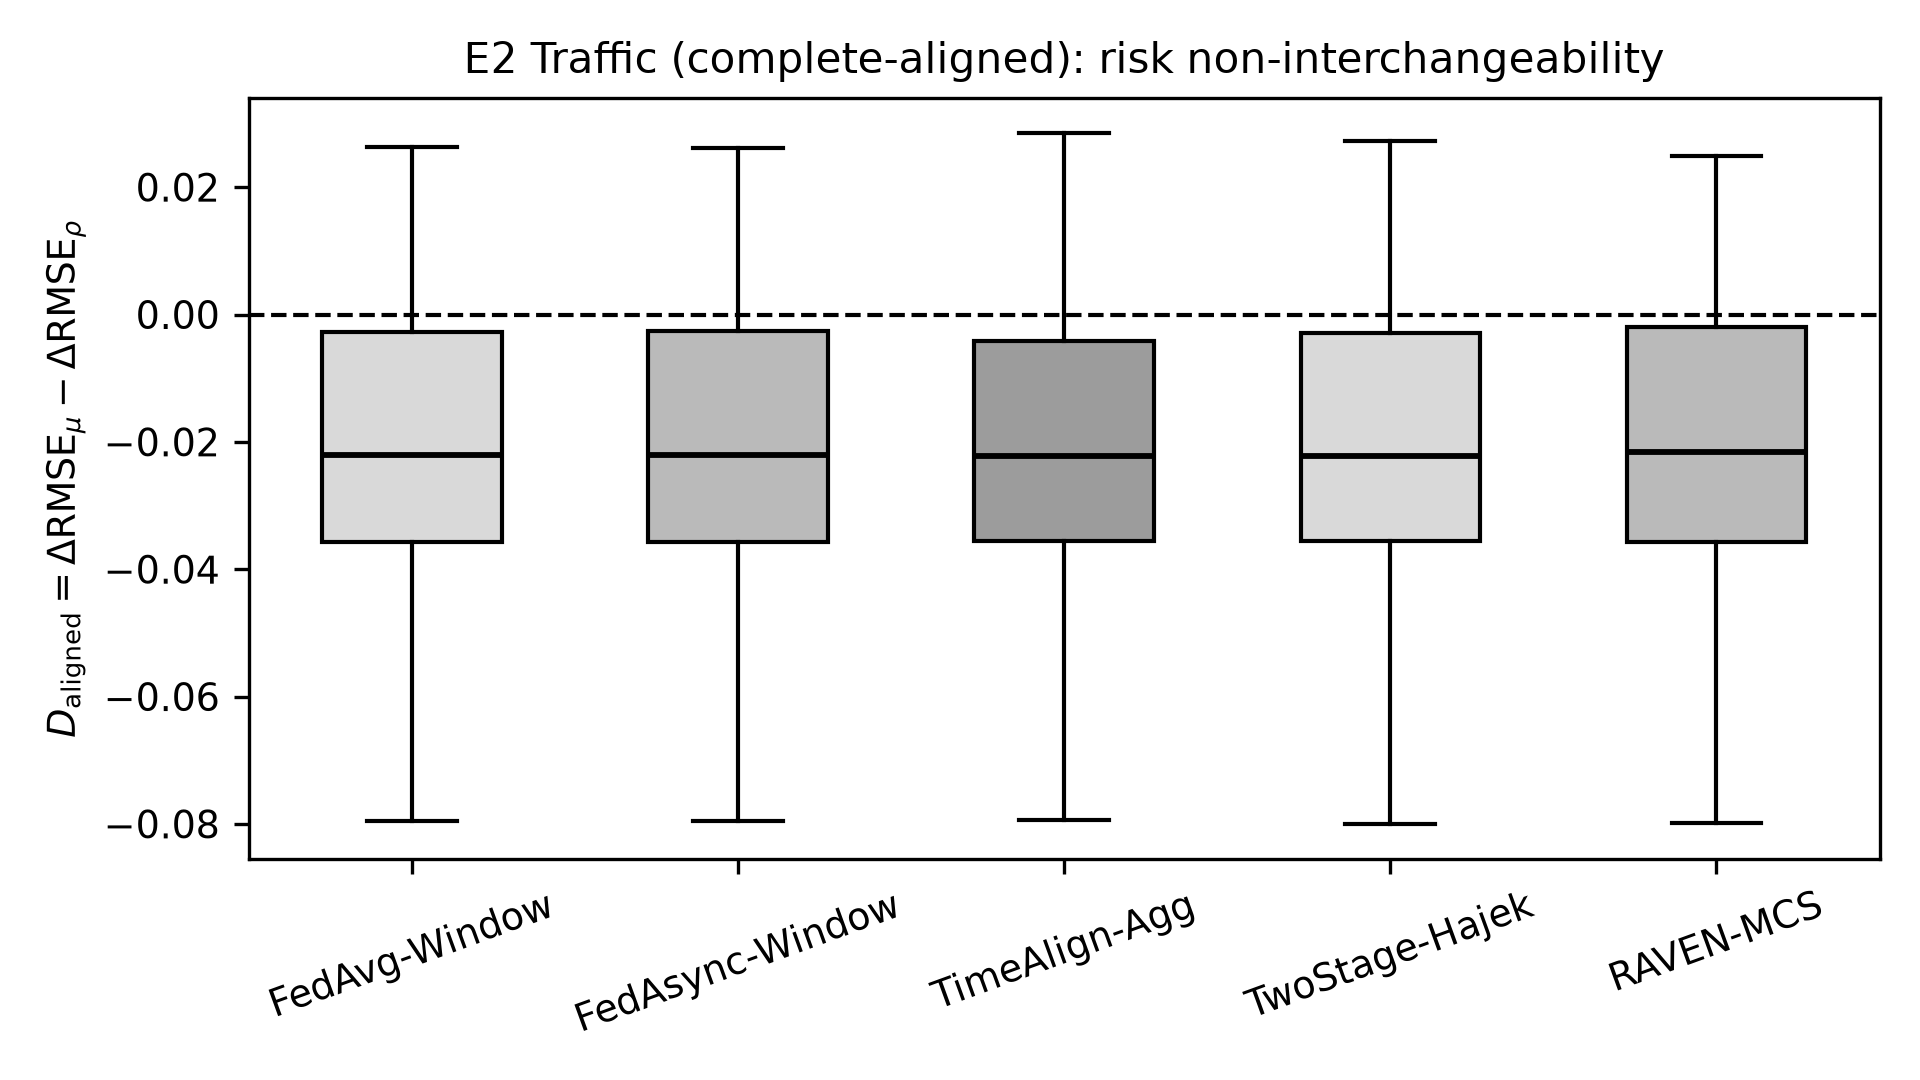 E2 Traffic (complete-aligned): risk non-interchangeability
D_aligned = ΔRMSE_μ − ΔRMSE_ρ
0.02
0.00
−0.02
−0.04
−0.06
−0.08
FedAvg-Window
FedAsync-Window
TimeAlign-Agg
TwoStage-Hajek
RAVEN-MCS